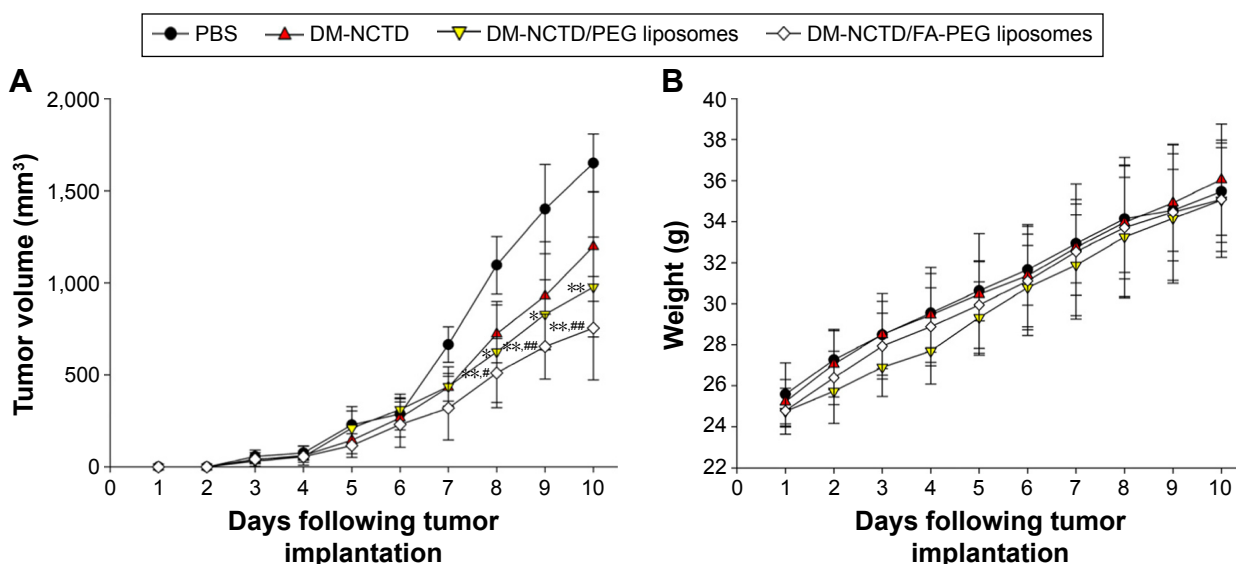 PBS DM-NCTD DM-NCTD/PEG liposomes DM-NCTD/FA-PEG liposomes
A
2,000
1,500
1,000
500
0
Tumor volume (mm³)
**,#
*
**,##
*
**
**,##
0 1 2 3 4 5 6 7 8 9 10
Days following tumor
implantation
B
40
38
36
34
32
30
28
26
24
22
Weight (g)
0 1 2 3 4 5 6 7 8 9 10
Days following tumor
implantation